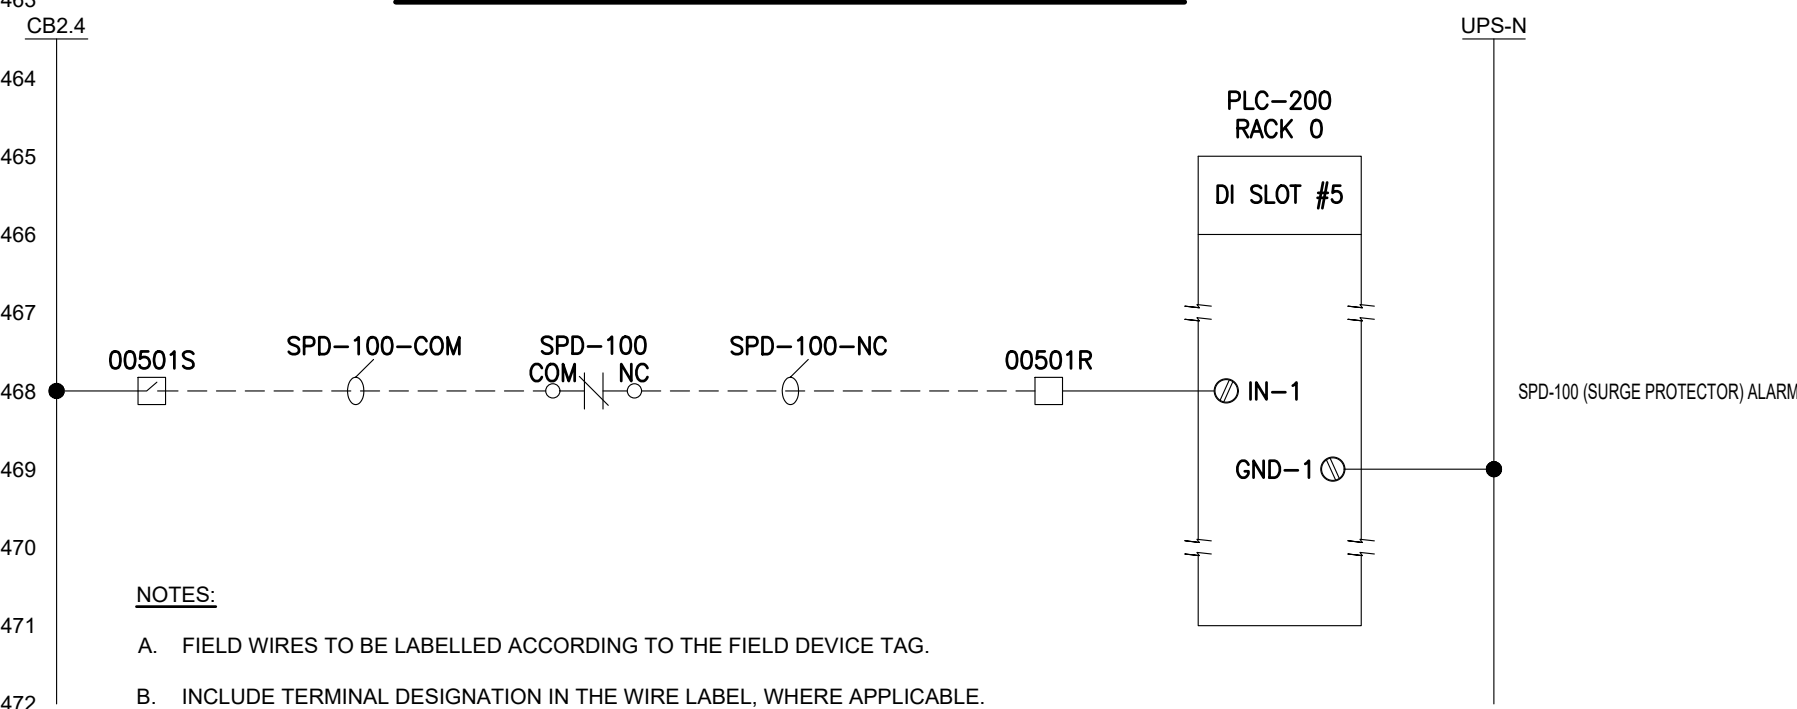 463
CB2.4
UPS-N
464
PLC-200
RACK 0
465
DI SLOT #5
466
467
00501S
SPD-100-COM
SPD-100
SPD-100-NC
00501R
COM
NC
468
IN-1
SPD-100 (SURGE PROTECTOR) ALARM
469
GND-1
470
NOTES:
471
A. FIELD WIRES TO BE LABELLED ACCORDING TO THE FIELD DEVICE TAG.
472
B. INCLUDE TERMINAL DESIGNATION IN THE WIRE LABEL, WHERE APPLICABLE.